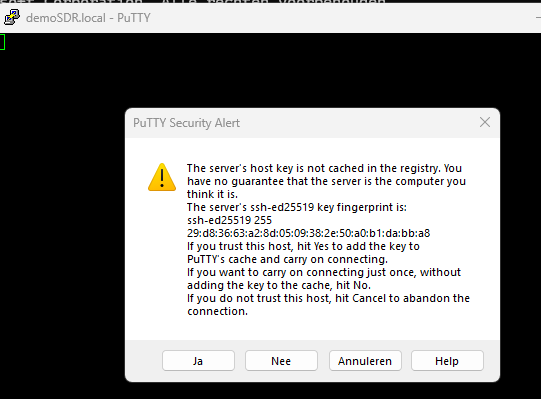 soft Corporation. Alle rechten voorbehouden.
demoSDR.local - PuTTY
PuTTY Security Alert
The server's host key is not cached in the registry. You
have no guarantee that the server is the computer you
think it is.
The server's ssh-ed25519 key fingerprint is:
ssh-ed25519 255
29:d8:36:63:a2:8d:05:09:38:2e:50:a0:b1:da:bb:a8
If you trust this host, hit Yes to add the key to
PuTTY's cache and carry on connecting.
If you want to carry on connecting just once, without
adding the key to the cache, hit No.
If you do not trust this host, hit Cancel to abandon the
connection.
Ja
Nee
Annuleren
Help